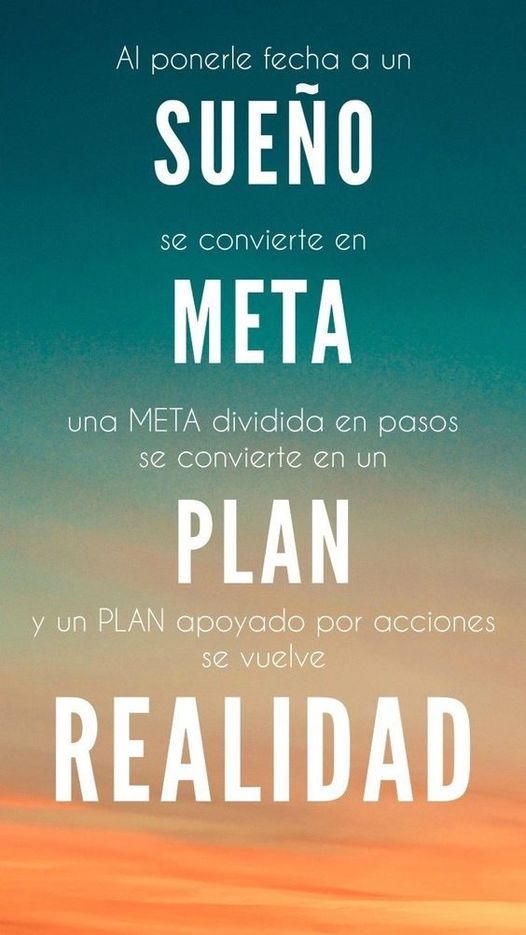 Al ponerle fecha a un
SUEÑO
se convierte en
META
una META dividida en pasos
se convierte en un
PLAN
y un PLAN apoyado por acciones
se vuelve
REALIDAD